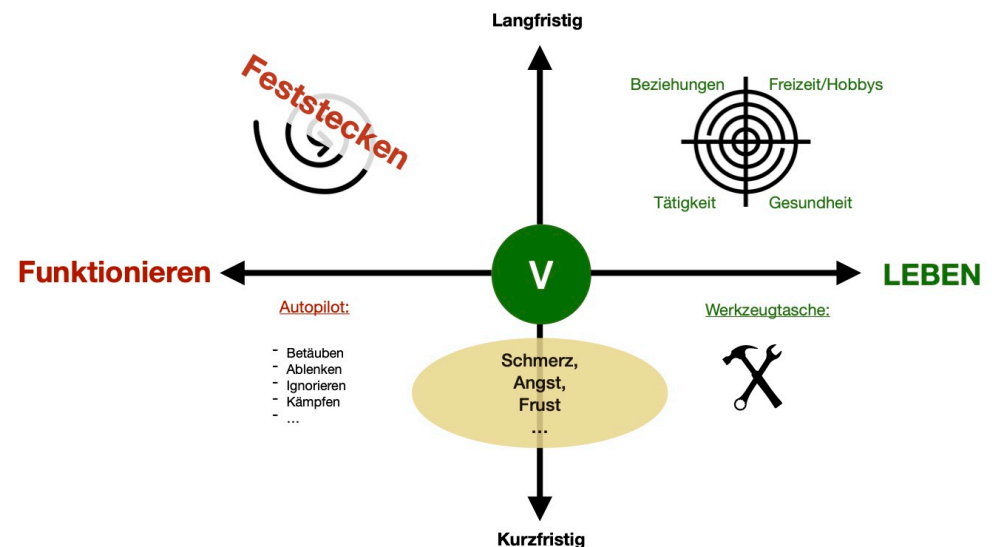 Langfristig
Feststecken
Beziehungen
Freizeit/Hobbys
Tätigkeit
Gesundheit
Funktionieren
V
LEBEN
Autopilot:
- Betäuben
- Ablenken
- Ignorieren
- Kämpfen
- ...
Schmerz,
Angst,
Frust
...
Werkzeugtasche:
Kurzfristig